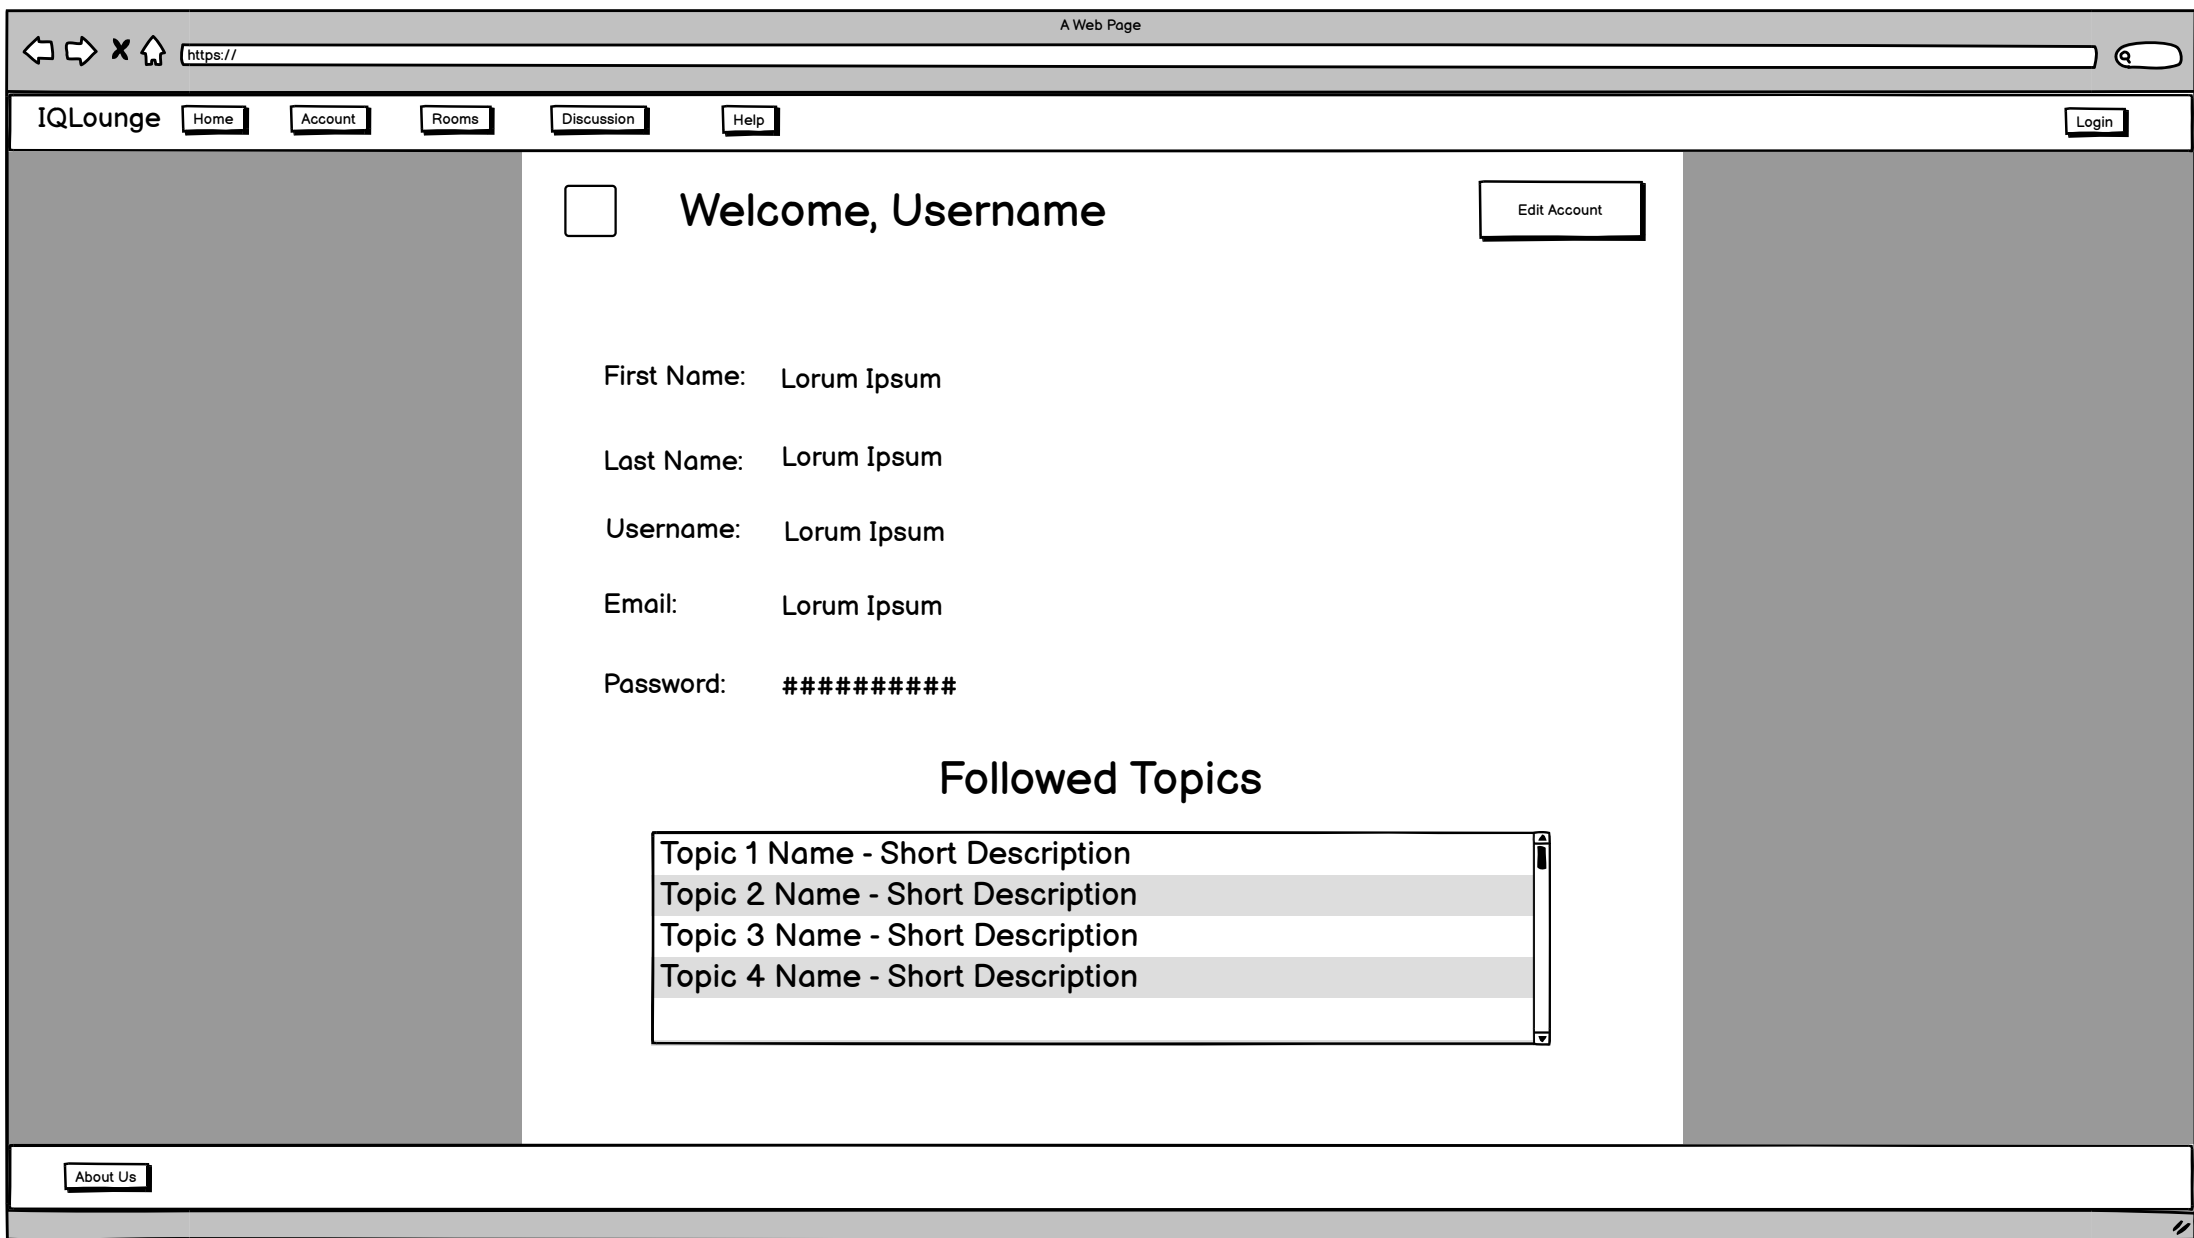 A Web Page
https://
IQLounge Home Account Rooms Discussion Help Login
Welcome, Username Edit Account
First Name: Lorum Ipsum
Last Name: Lorum Ipsum
Username: Lorum Ipsum
Email: Lorum Ipsum
Password: ##########
Followed Topics
Topic 1 Name - Short Description
Topic 2 Name - Short Description
Topic 3 Name - Short Description
Topic 4 Name - Short Description
About Us